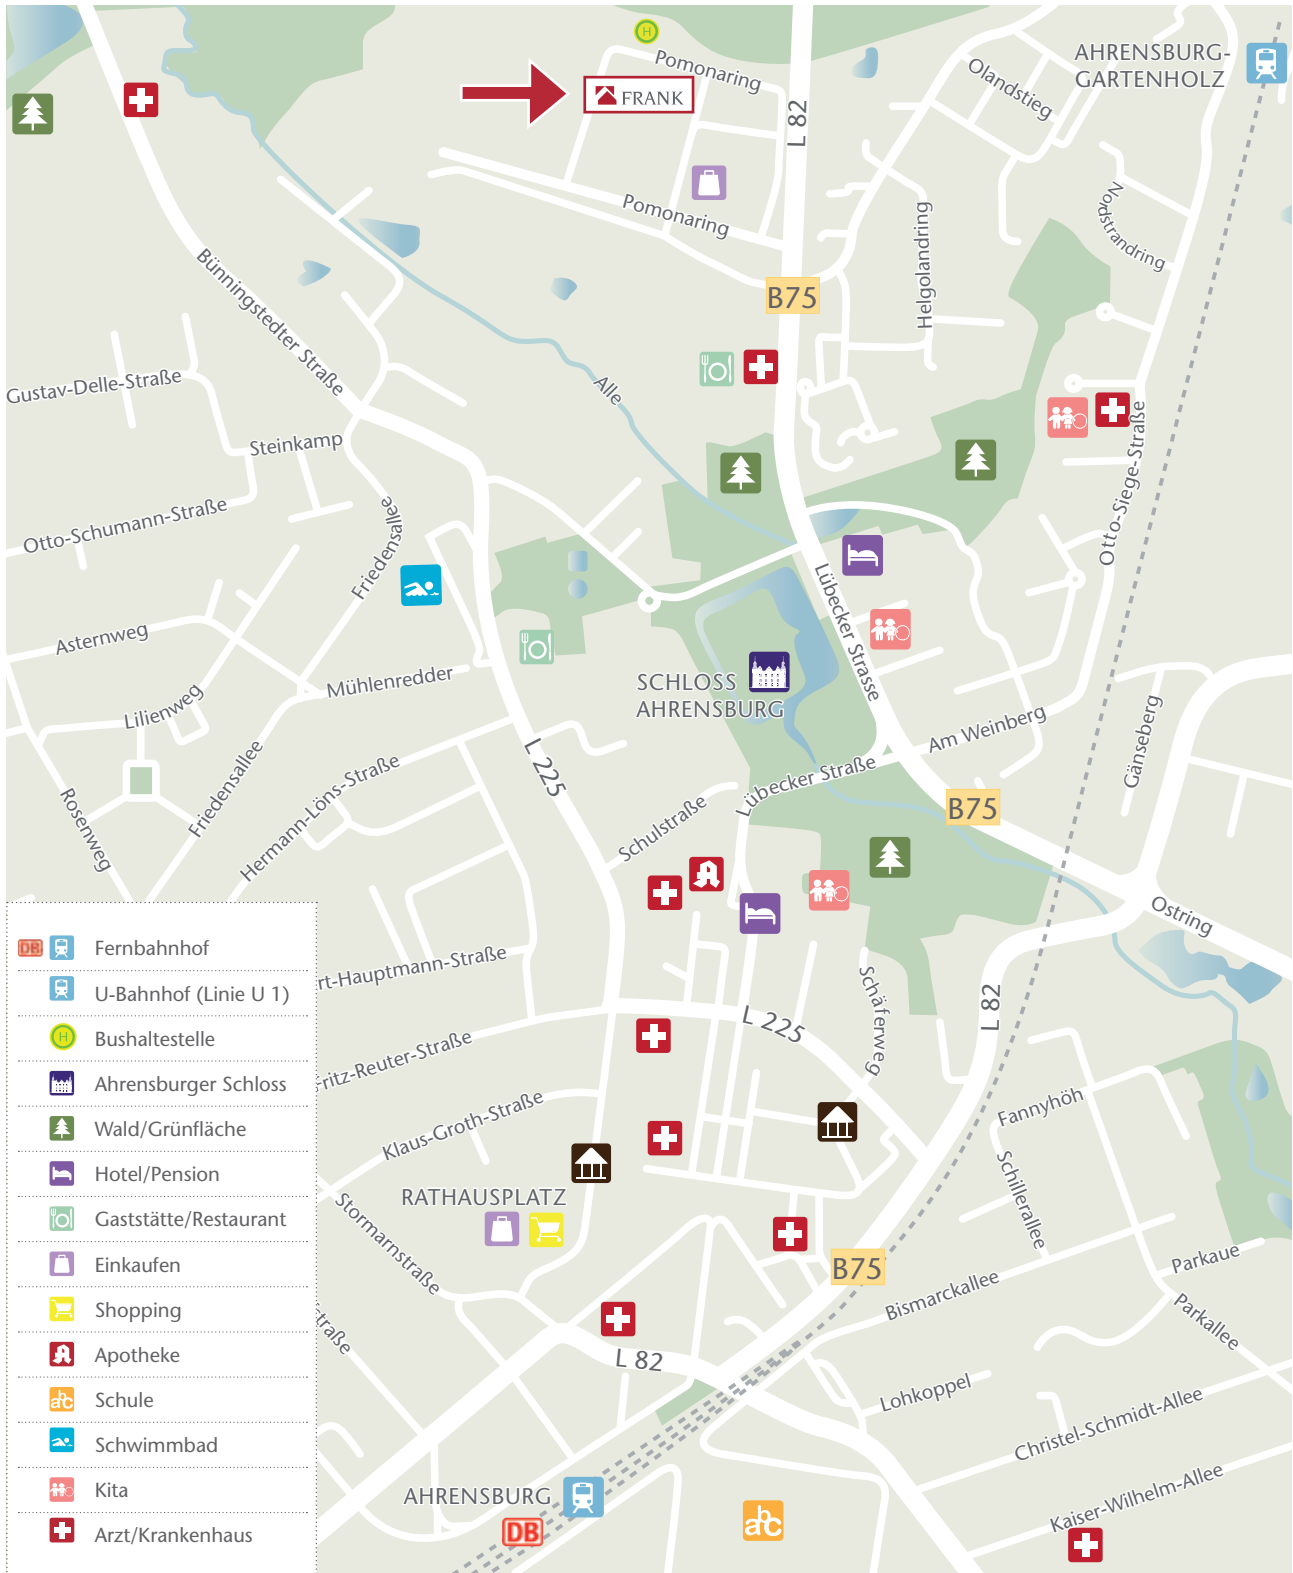 H
Pomonaring
FRANK
L 82
Olandstieg
AHRENSBURG-
GARTENHOLZ
Pomonaring
Nordstrandring
Helgolandring
Bünningstedter Straße
B75
Gustav-Delle-Straße
Alle
Steinkamp
Otto-Siege-Straße
Otto-Schumann-Straße
Friedensallee
Lübecker Strasse
Asternweg
Mühlenredder
SCHLOSS
AHRENSBURG
Lilienweg
Am Weinberg
Gänseberg
L 225
Friedensallee
Hermann-Löns-Straße
Lübecker Straße
Rosenweg
Schulstraße
B75
A
Ostring
rt-Hauptmann-Straße
Schäferweg
L 82
L 225
Fritz-Reuter-Straße
Klaus-Groth-Straße
Fannyhöh
Schillerallee
RATHAUSPLATZ
Stormarnstraße
B75
Parkaue
Bismarckallee
Parkallee
straße
L 82
Lohkoppel
Christel-Schmidt-Allee
AHRENSBURG
DB
abc
Kaiser-Wilhelm-Allee
DB Fernbahnhof
U-Bahnhof (Linie U 1)
H Bushaltestelle
Ahrensburger Schloss
Wald/Grünfläche
Hotel/Pension
Gaststätte/Restaurant
Einkaufen
Shopping
A Apotheke
abc Schule
Schwimmbad
Kita
Arzt/Krankenhaus